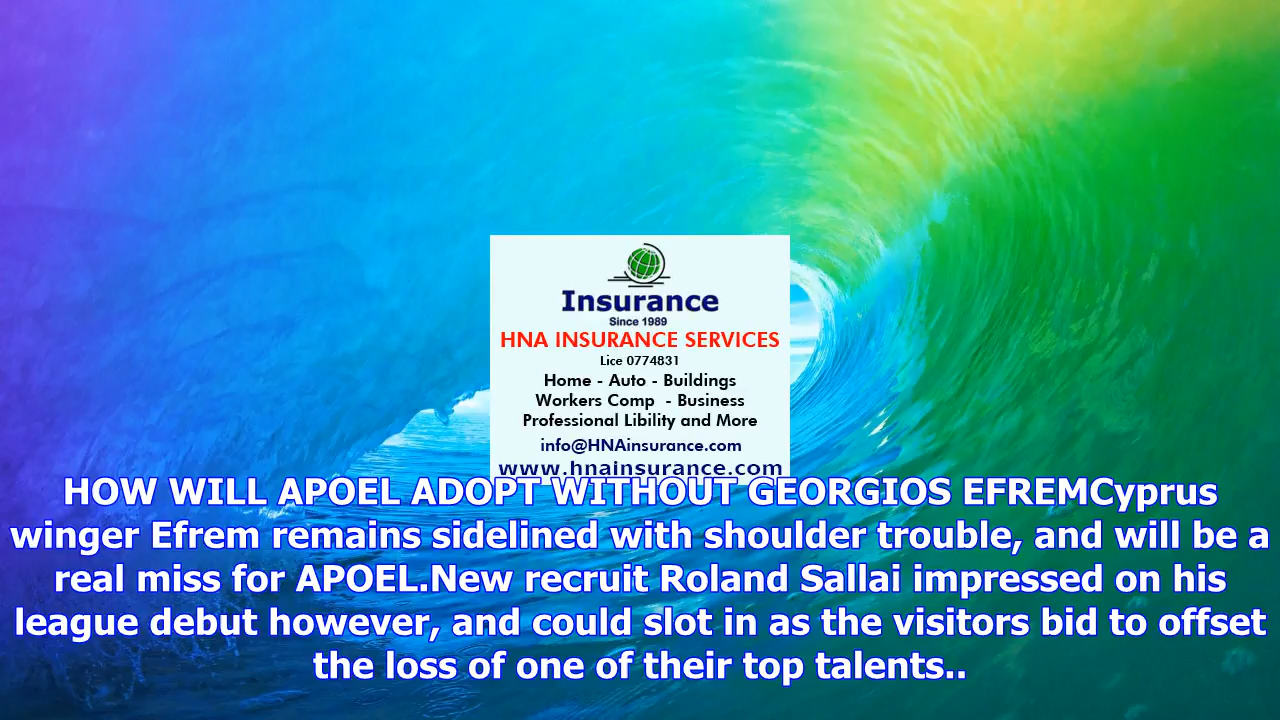 Insurance
Since 1989
HNA INSURANCE SERVICES
Lice 0774831
Home - Auto - Buildings
Workers Comp - Business
Professional Libility and More
info@HNAinsurance.com
www.hnainsurance.com
HOW WILL APOEL ADOPT WITHOUT GEORGIOS EFREMCyprus
winger Efrem remains sidelined with shoulder trouble, and will be a
real miss for APOEL.New recruit Roland Sallai impressed on his
league debut however, and could slot in as the visitors bid to offset
the loss of one of their top talents..